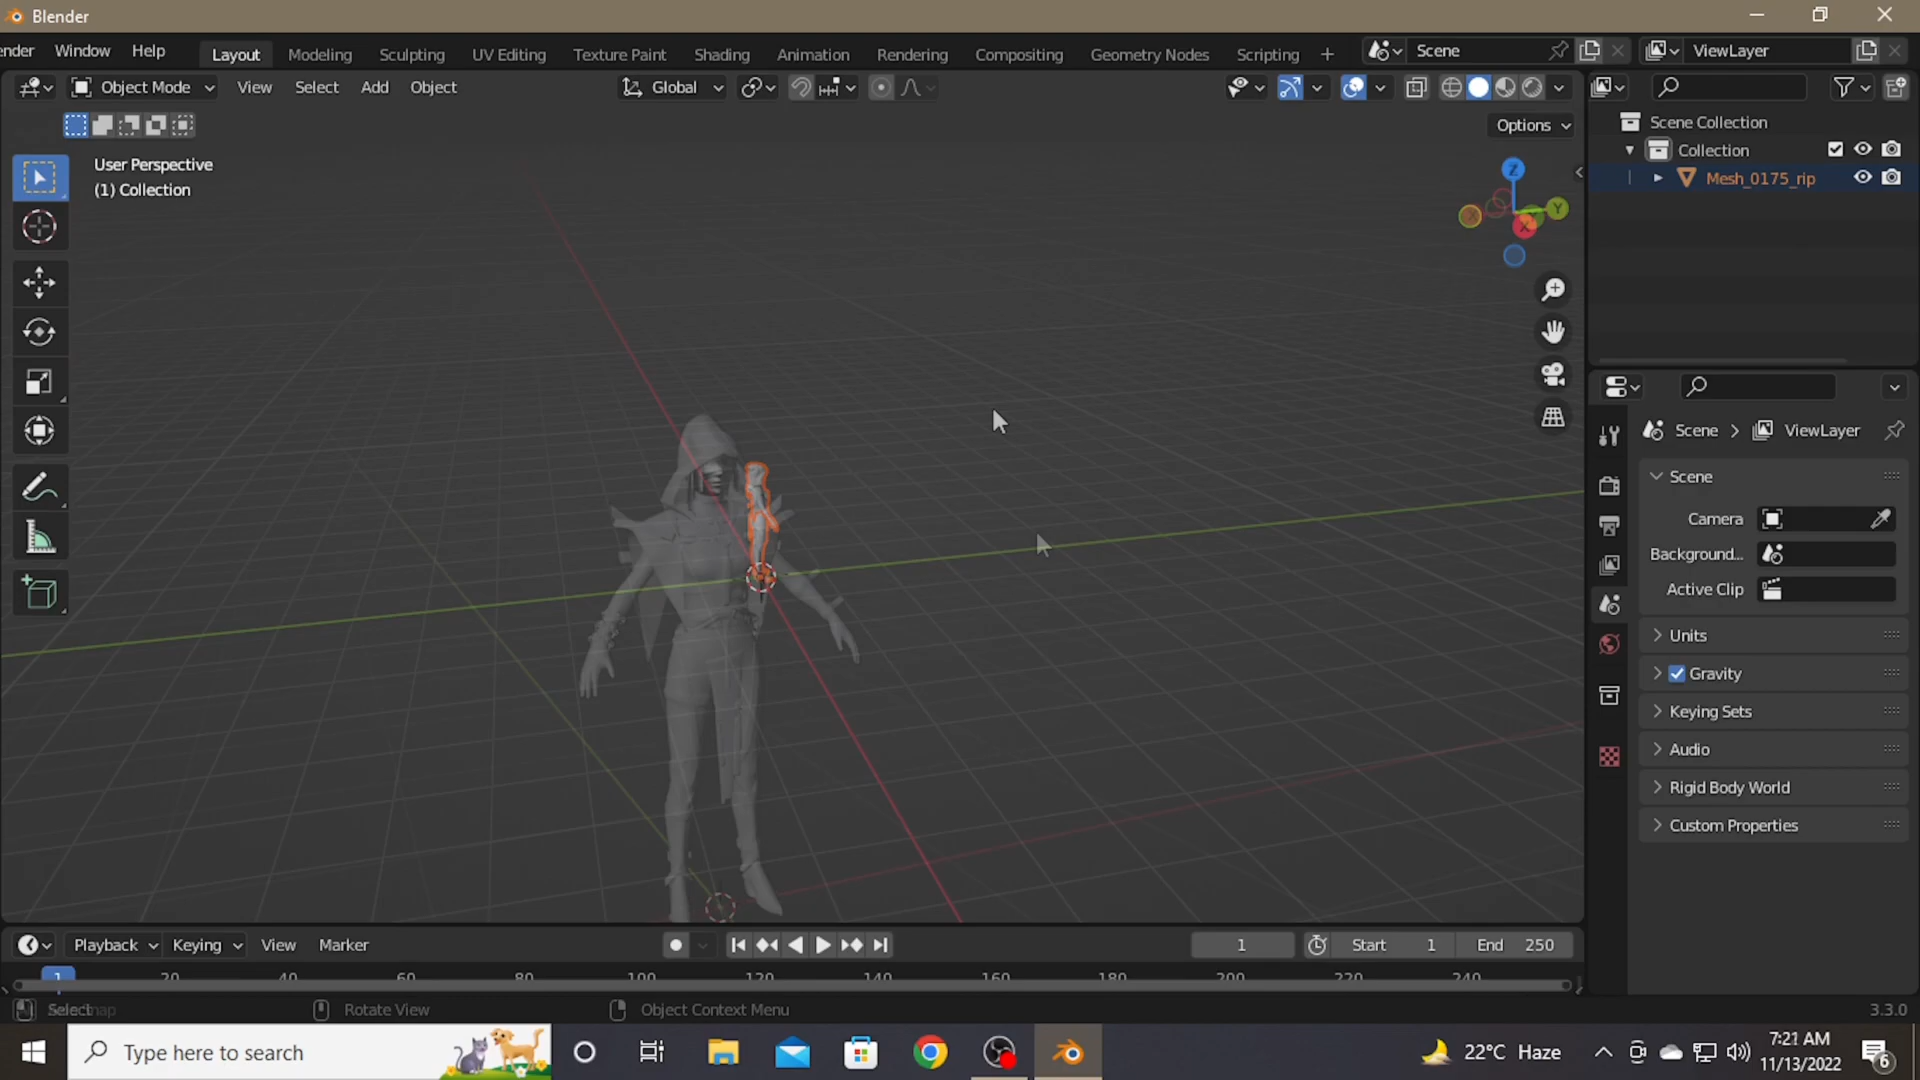 Blender
ender Window Help Layout Modeling Sculpting UV Editing Texture Paint Shading Animation Rendering Compositing Geometry Nodes Scripting + Scene ViewLayer
Object Mode View Select Add Object Global
Options
User Perspective
(1) Collection
Z
Y
X
X
Scene Collection
Collection
Mesh_0175_rip
Scene > ViewLayer
Scene
Camera
Background...
Active Clip
Units
Gravity
Keying Sets
Audio
Rigid Body World
Custom Properties
Playback Keying View Marker 1 Start 1 End 250
1 20 40 60 80 100 120 140 160 180 200 220 240
Select Rotate View Object Context Menu 3.3.0
Type here to search 22°C Haze 7:21 AM
11/13/2022 6